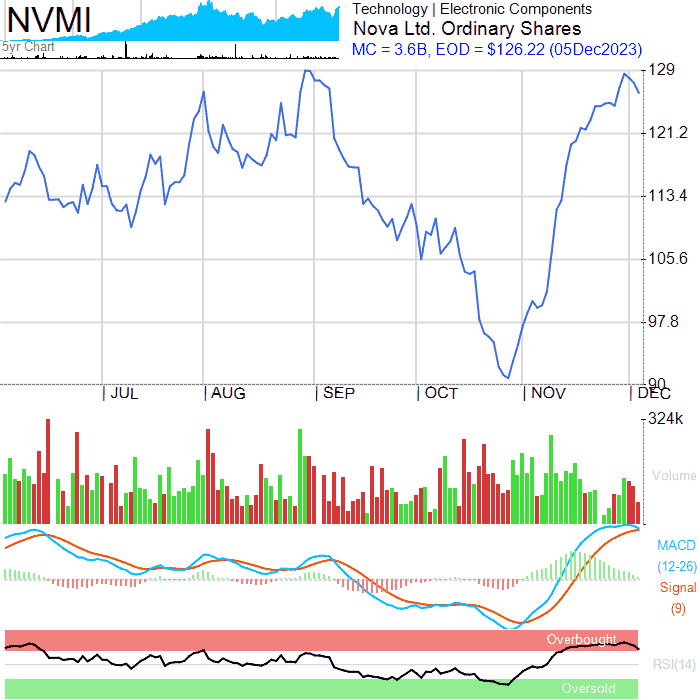 NVMI
5yr Chart
Technology | Electronic Components
Nova Ltd. Ordinary Shares
MC = 3.6B, EOD = $126.22 (05Dec2023)
129
121.2
113.4
105.6
97.8
90
JUL AUG SEP OCT NOV DEC
324k
Volume
MACD
(12-26)
Signal
(9)
Overbought
RSI(14)
Oversold